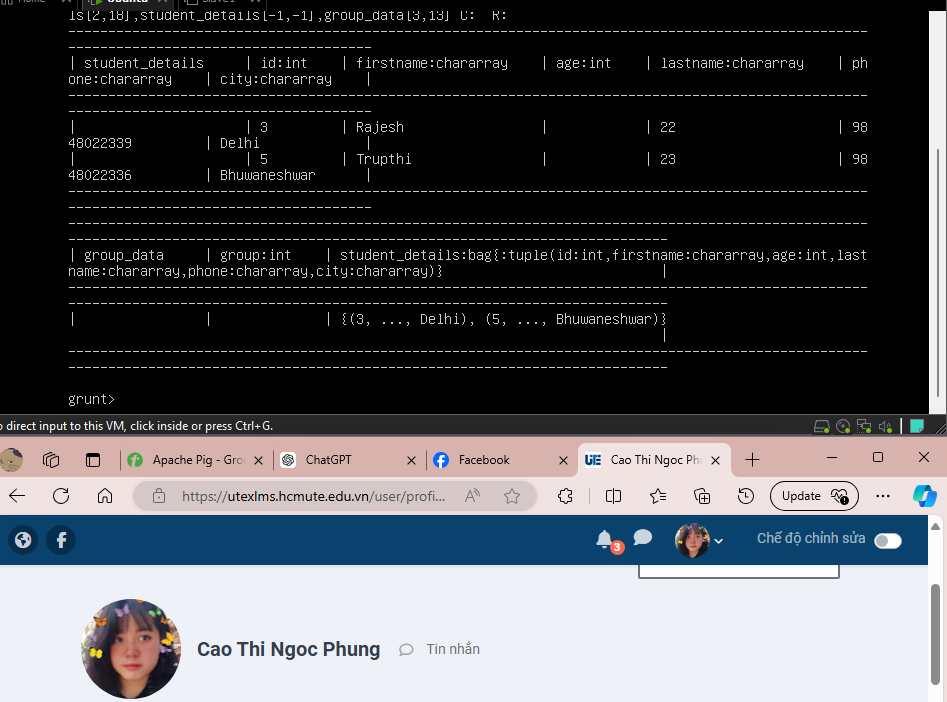 Home
Ubuntu
Slave1
ls[2,18],student_details[-1,-1],group_data[3,13] C:  R:
--------------------------------------------------------------------------------
--------------------------------------
| student_details     | id:int      | firstname:chararray      | age:int    | lastname:chararray    | ph
one:chararray    | city:chararray    |
--------------------------------------------------------------------------------
--------------------------------------
|                     | 3         | Rajesh                 |            | 22                    | 98
48022339         | Delhi             |
|                     | 5         | Trupthi                |            | 23                    | 98
48022336         | Bhuwaneshwar      |
--------------------------------------------------------------------------------
--------------------------------------
--------------------------------------------------------------------------------
---------------------------------------------------------------------------
| group_data     | group:int    | student_details:bag{:tuple(id:int,firstname:chararray,age:int,last
name:chararray,phone:chararray,city:chararray)}                            |
--------------------------------------------------------------------------------
---------------------------------------------------------------------------
|                |              | {(3, ..., Delhi), (5, ..., Bhuwaneshwar)}
|
--------------------------------------------------------------------------------
---------------------------------------------------------------------------
grunt>
direct input to this VM, click inside or press Ctrl+G.
Apache Pig - Gro
ChatGPT
Facebook
Cao Thi Ngọc Ph
https://utexlms.hcmute.edu.vn/user/profi...
Update
3
Chế độ chỉnh sửa
Cao Thi Ngoc Phung
Tin nhắn